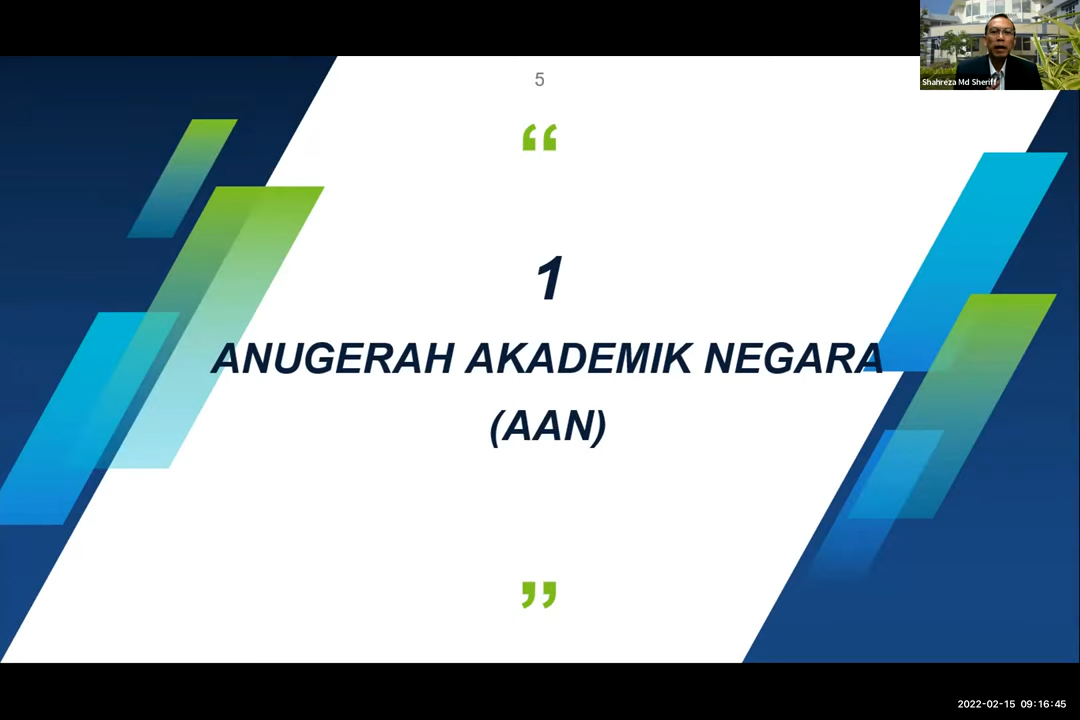 Shahreza Md Sheriff
5
“
1
ANUGERAH AKADEMIK NEGARA
(AAN)
”
2022-02-15 09:16:45